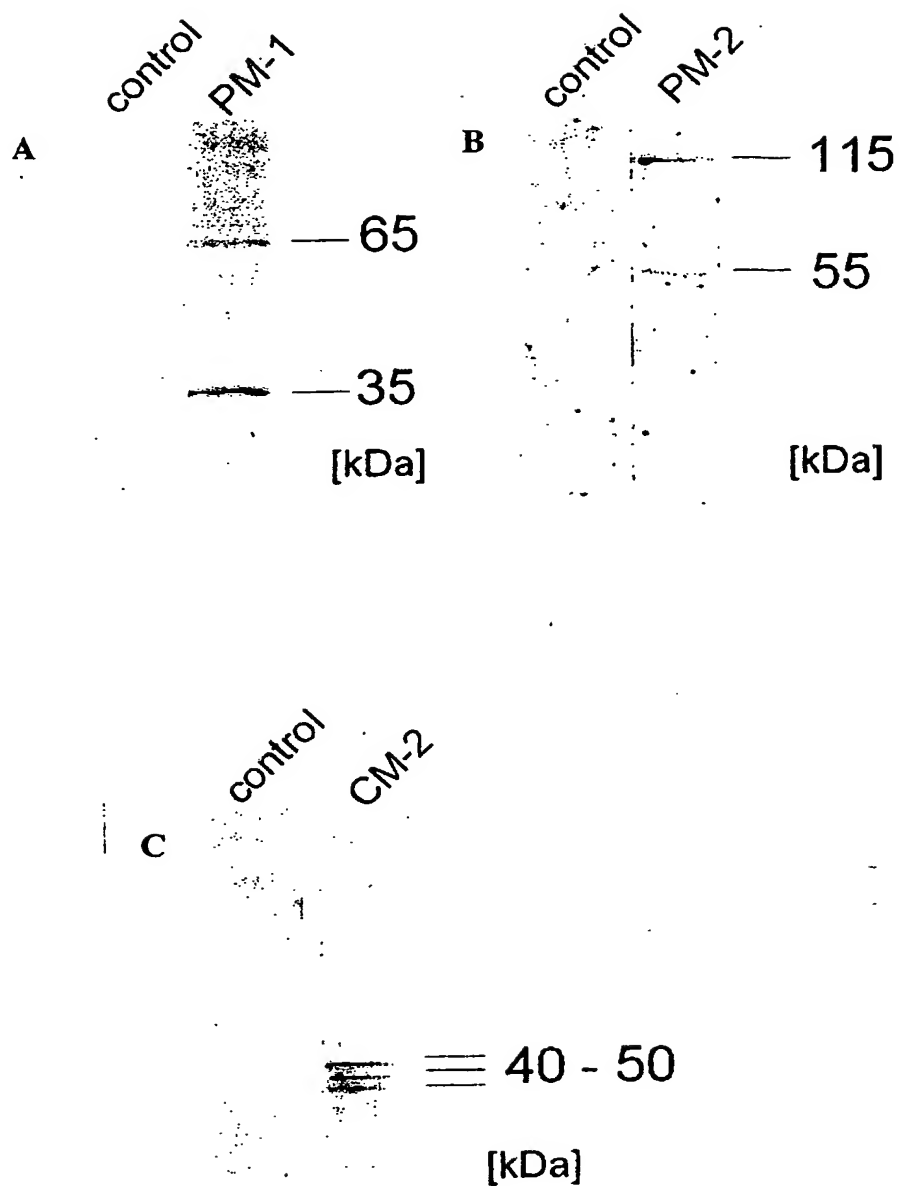 control PM-1
A
65
35
[kDa]
control PM-2
B
115
55
[kDa]
control CM-2
C
40 - 50
[kDa]